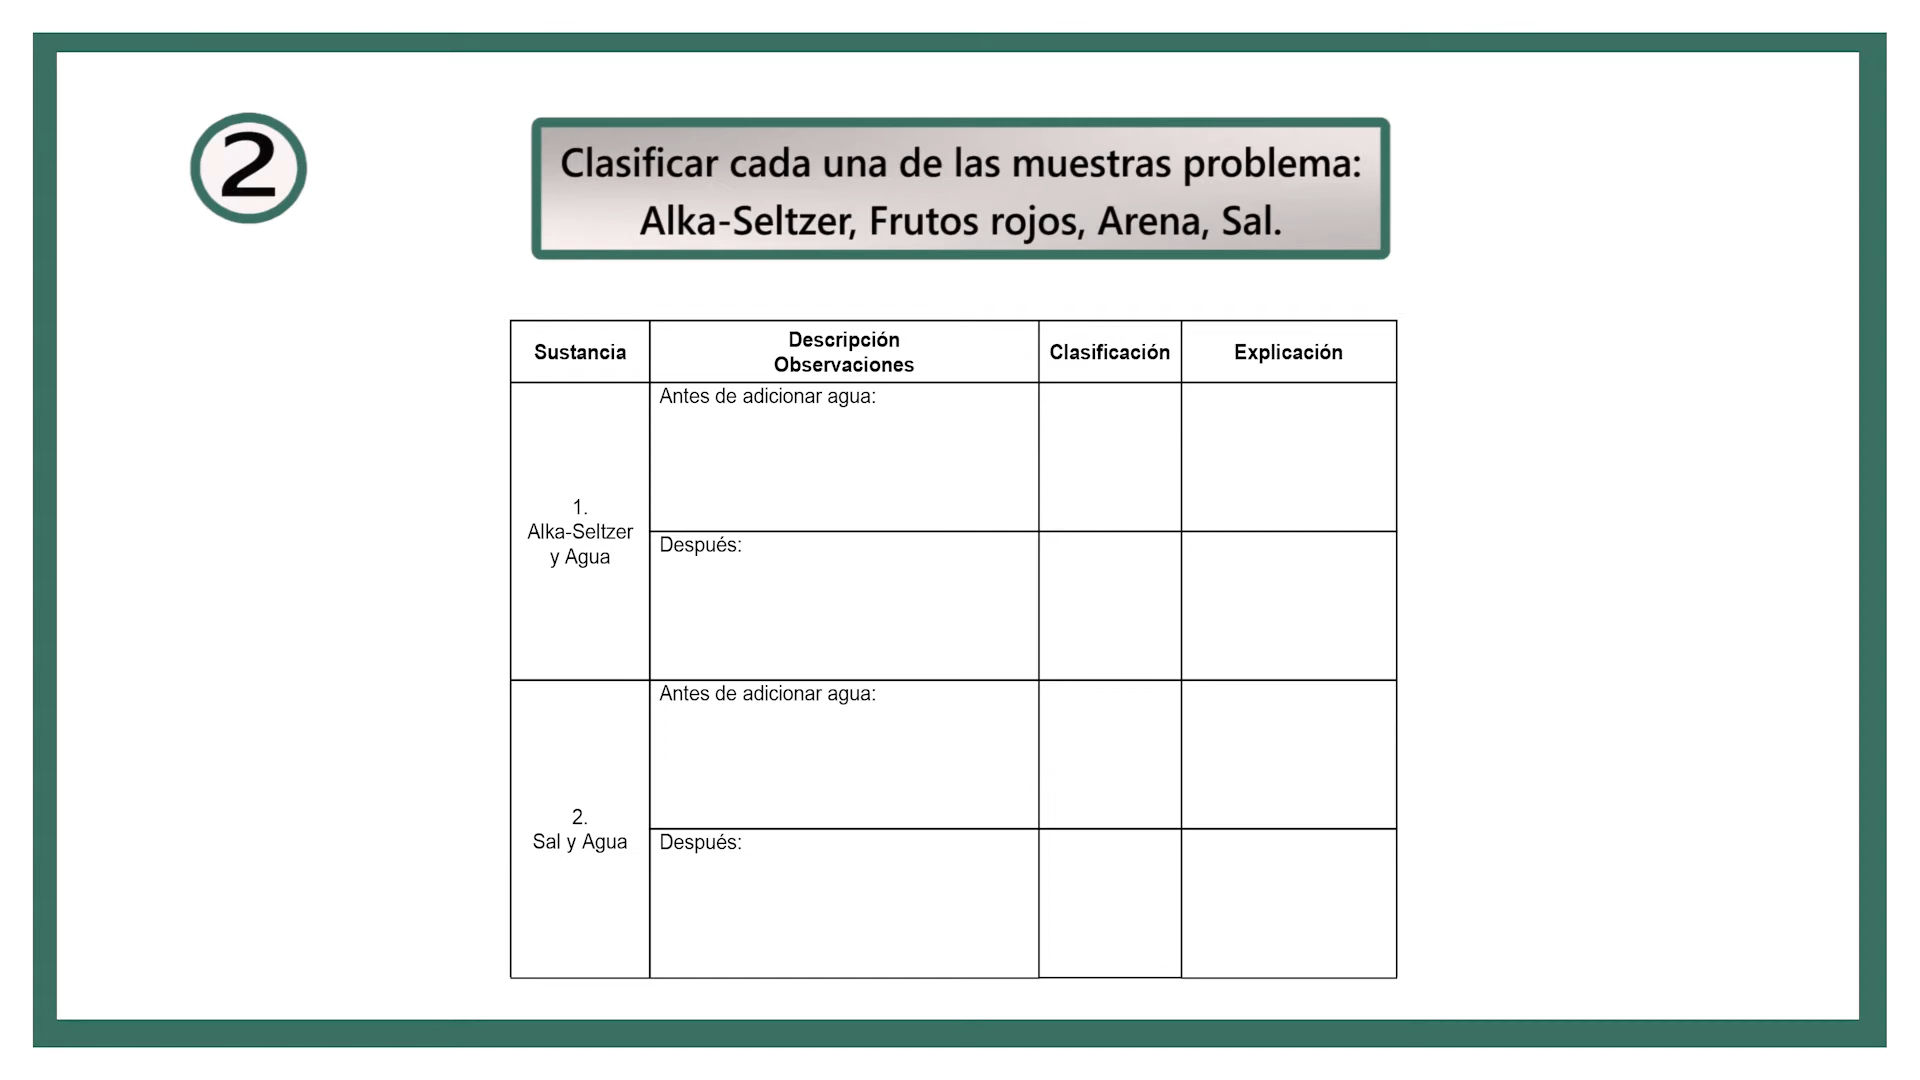 2
Clasificar cada una de las muestras problema:
Alka-Seltzer, Frutos rojos, Arena, Sal.
Sustancia
Descripción
Observaciones
Clasificación
Explicación
1.
Alka-Seltzer
y Agua
Antes de adicionar agua:
Después:
2.
Sal y Agua
Antes de adicionar agua:
Después: